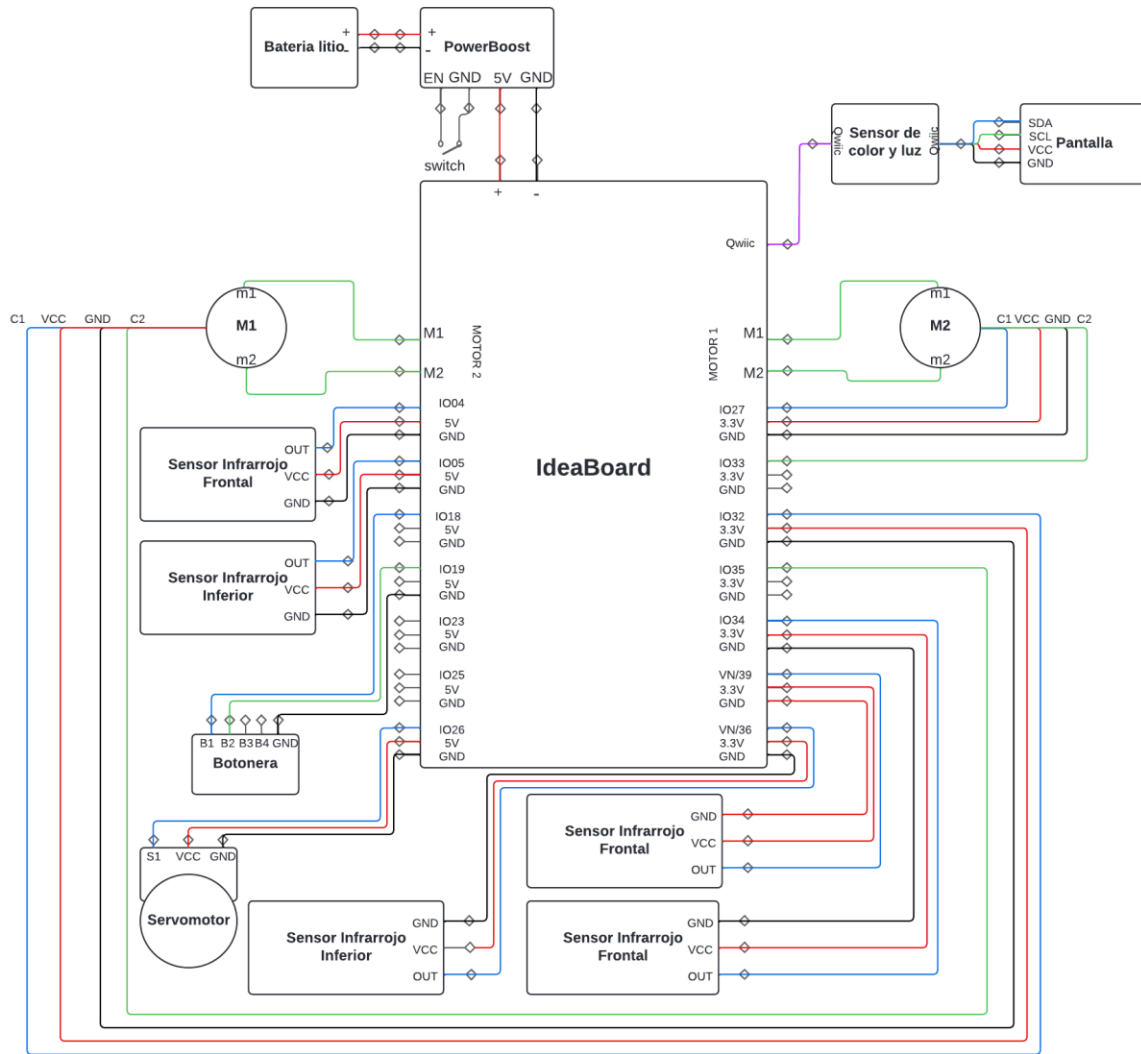 Bateria litio
+
-
+
-
PowerBoost
EN GND 5V GND
switch
Qwiic
Sensor de
color y luz
Qwiic
SDA
SCL
VCC
GND
Pantalla
+ -
Qwiic
IdeaBoard
C1 VCC GND C2
m1
M1
m2
M1
M2
MOTOR 2
M1
M2
MOTOR 1
m1
M2
m2
C1 VCC GND C2
IO04
5V
GND
IO05
5V
GND
IO18
5V
GND
IO19
5V
GND
IO23
5V
GND
IO25
5V
GND
IO26
5V
GND
IO27
3.3V
GND
IO33
3.3V
GND
IO32
3.3V
GND
IO35
3.3V
GND
IO34
3.3V
GND
VN/39
3.3V
GND
VN/36
3.3V
GND
Sensor Infrarrojo
Frontal
OUT
VCC
GND
Sensor Infrarrojo
Inferior
OUT
VCC
GND
B1 B2 B3 B4 GND
Botonera
S1 VCC GND
Servomotor
Sensor Infrarrojo
Inferior
GND
VCC
OUT
Sensor Infrarrojo
Frontal
GND
VCC
OUT
Sensor Infrarrojo
Frontal
GND
VCC
OUT